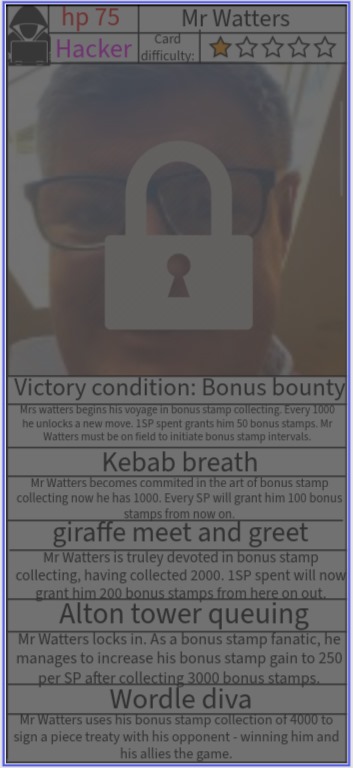 hp 75
Mr Watters
Hacker
Card
difficulty:
Victory condition: Bonus bounty
Mrs watters begins his voyage in bonus stamp collecting. Every 1000
he unlocks a new move. 1SP spent grants him 50 bonus stamps. Mr
Watters must be on field to initiate bonus stamp intervals.
Kebab breath
Mr Watters becomes commited in the art of bonus stamp
collecting now he has 1000. Every SP will grant him 100 bonus
stamps from now on.
giraffe meet and greet
Mr Watters is truley devoted in bonus stamp
collecting, having collected 2000. 1SP spent will now
grant him 200 bonus stamps from here on out.
Alton tower queuing
Mr Watters locks in. As a bonus stamp fanatic, he
manages to increase his bonus stamp gain to 250
per SP after collecting 3000 bonus stamps.
Wordle diva
Mr Watters uses his bonus stamp collection of 4000 to
sign a piece treaty with his opponent - winning him and
his allies the game.